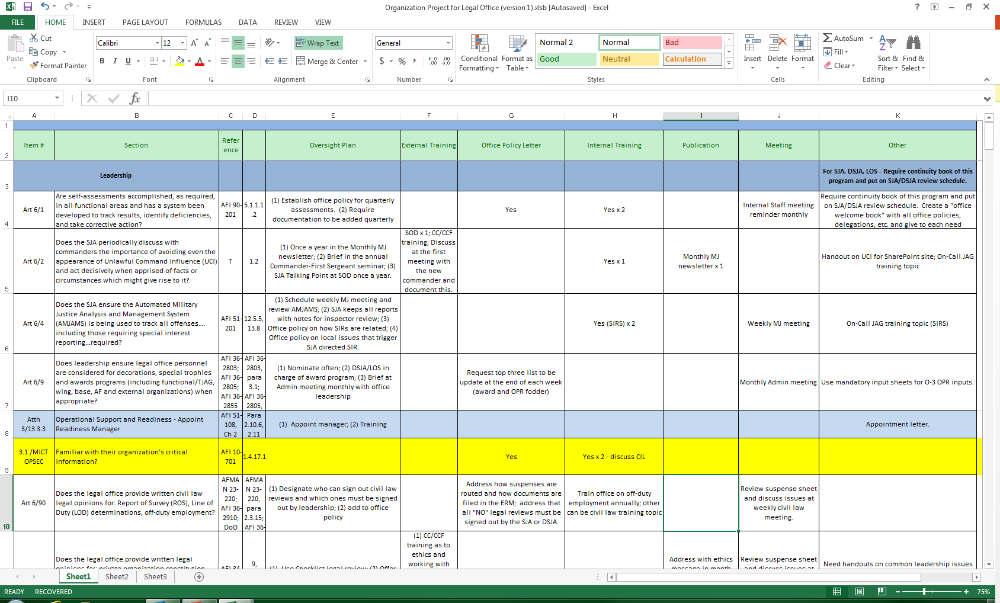 Organization Project for Legal Office (version 1).xlsb [Autosaved] - Excel
FILE HOME INSERT PAGE LAYOUT FORMULAS DATA REVIEW VIEW
Paste
Cut
Copy
Format Painter
Clipboard
Calibri 12
B I U
Font
Wrap Text
Merge & Center
Alignment
General
$ % ,
Number
Conditional Formatting
Format as Table
Normal 2 Normal Bad
Good Neutral Calculation
Styles
Insert Delete Format
Cells
AutoSum
Fill
Clear
Sort & Filter
Find & Select
Editing
I10
fx
A B C D E F G H I J K
1
2
Item #
Section
Refer
ence
Oversight Plan
External Training
Office Policy Letter
Internal Training
Publication
Meeting
Other
3
Leadership
For SJA, DSJA, LOS - Require continuity book of this
program and put on SJA/DSJA review schedule.
4
Art 6/1
Are self-assessments accomplished, as required,
in all functional areas and has a system been
developed to track results, identify deficiencies,
and take corrective action?
AFI 90-
201
5.1.1.1
.2
(1) Establish office policy for quarterly
assessments. (2) Require
documentation to be added quarterly
Yes
Yes x 2
Internal Staff meeting
reminder monthly
Require continuity book of this program and put
on SJA/DSJA review schedule. Create a "office
welcome book" with all office policies,
delegations, etc. and give to each need
5
Art 6/2
Does the SJA periodically discuss with
commanders the importance of avoiding even the
appearance of Unlawful Command Influence (UCI)
and act decisively when apprised of facts or
circumstances which might give rise to it?
T
1.2
(1) Once a year in the Monthly MJ
newsletter; (2) Brief in the annual
Commander-First Sergeant seminar; (3)
SJA Talking Point at SOD once a year.
SOD x 1; CC/CCF
training; Discuss
at the first
meeting with
the new
commander and
document this.
Yes x 1
Monthly MJ
newsletter x 1
Handout on UCI for SharePoint site; On-Call JAG
training topic
6
Art 6/4
Does the SJA ensure the Automated Military
Justice Analysis and Management System
(AMJAMS) is being used to track all offenses....
including those requiring special interest
reporting...required?
AFI 51-
201
12.5.5,
13.8
(1) Schedule weekly MJ meeting and
review AMJAMS; (2) SJA keeps all reports
with notes for inspector review; (3)
Office policy on how SIRs are related; (4)
Office policy on local issues that trigger
SJA directed SIR.
Yes (SIRS) x 2
Weekly MJ meeting
On-Call JAG training topic (SIRS)
7
Art 6/9
Does leadership ensure legal office personnel
are considered for decorations, special trophies
and awards programs (including functional/TJAG,
wing, base, AF and external organizations) when
appropriate?
AFI 36-
2803;
AFI 36-
2805;
AFI 36-
2855
AFI 36-
2803,
para
3.1;
AFI 36-
2805,
(1) Nominate often; (2) DSJA/LOS in
charge of award program; (3) Brief at
Admin meeting monthly with office
leadership
Request top three list to be
update at the end of each week
(award and OPR fodder)
Monthly Admin meeting
Use mandatory input sheets for O-3 OPR inputs.
8
Atth
3/13.3.3
Operational Support and Readiness - Appoint
Readiness Manager
AFI 51-
108,
Ch 2
Para
2.10.6,
2.11
(1) Appoint manager; (2) Training
Appointment letter.
9
3.1 /MICT
OPSEC
Familiar with their organization's critical
information?
AFI 10-
701
1.4.17.1
Yes
Yes x 2 - discuss CIL
10
Art 6/90
Does the legal office provide written civil law
legal opinions for: Report of Survey (ROS), Line of
Duty (LOD) determinations, off-duty employment?
AFMA
N 23-
220;
AFI 36-
2910;
DoD
AFMA
N 23-
220,
para
2.3.15;
AFI 36-
(1) Designate who can sign out civil law
reviews and which ones must be signed
out by leadership; (2) add to office
policy
Address how suspenses are
routed and how documents are
filed in the ERM; address that
all "NO" legal reviews must be
signed out by the SJA or DSJA.
Train office on off-duty
employment annually; other
can be civil law training topic
Review suspense sheet
and discuss issues at
weekly civil law
meeting.
Does the legal office provide written legal
opinions for: private organization constitution
AFI 34-
9,
(1) Use Checklist legal review; (2) Offer
(1) CC/CCF
training as to
ethics and
working with
Address with ethics
message in month
Review suspense sheet
and discuss issues at
Need handouts on common leadership issues
Sheet1 Sheet2 Sheet3
READY RECOVERED
75%